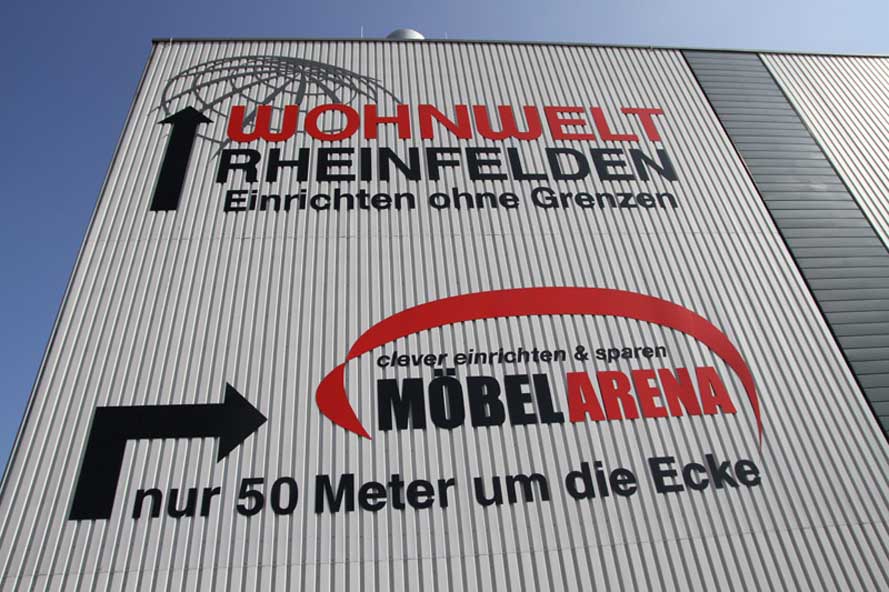 WOHNWELT
RHEINFELDEN
Einrichten ohne Grenzen
clever einrichten & sparen
MÖBELARENA
nur 50 Meter um die Ecke